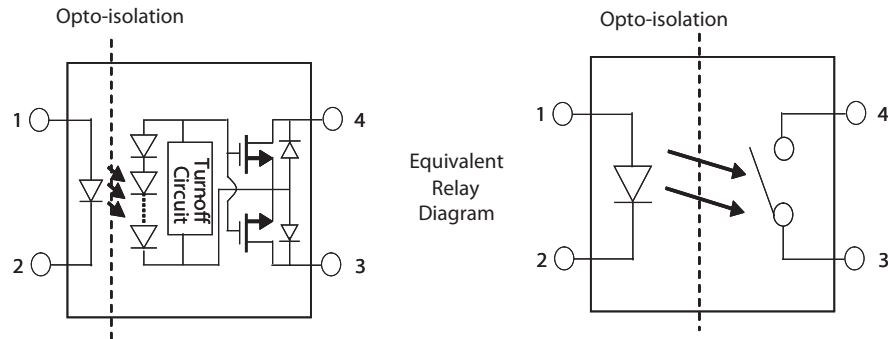 Opto-isolation
1
2
Turnoff
Circuit
4
3
Equivalent
Relay
Diagram
Opto-isolation
1
2
4
3